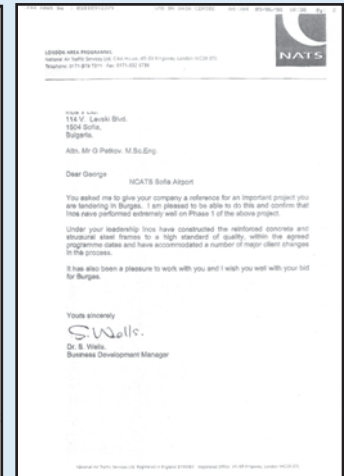 NATS
LONDON AREA PROGRAMMES
114 V. Levski Blvd.
1504 Sofia,
Bulgaria.
Attn. Mr G Petkov. M.Sc.Eng.
Dear George
NCATS Sofia Airport
You asked me to give your company a reference for an important project you
are tendering in Burgas. I am pleased to be able to do this and confirm that
Inos have performed extremely well on Phase 1 of the above project.
Under your leadership Inos have constructed the reinforced concrete and
structural steel frames to a high standard of quality, within the agreed
programme dates and have accommodated a number of major client changes
in the process.
It has also been a pleasure to work with you and I wish you well with your bid
for Burgas.
Yours sincerely
S. Wells.
Dr. S. Wells.
Business Development Manager